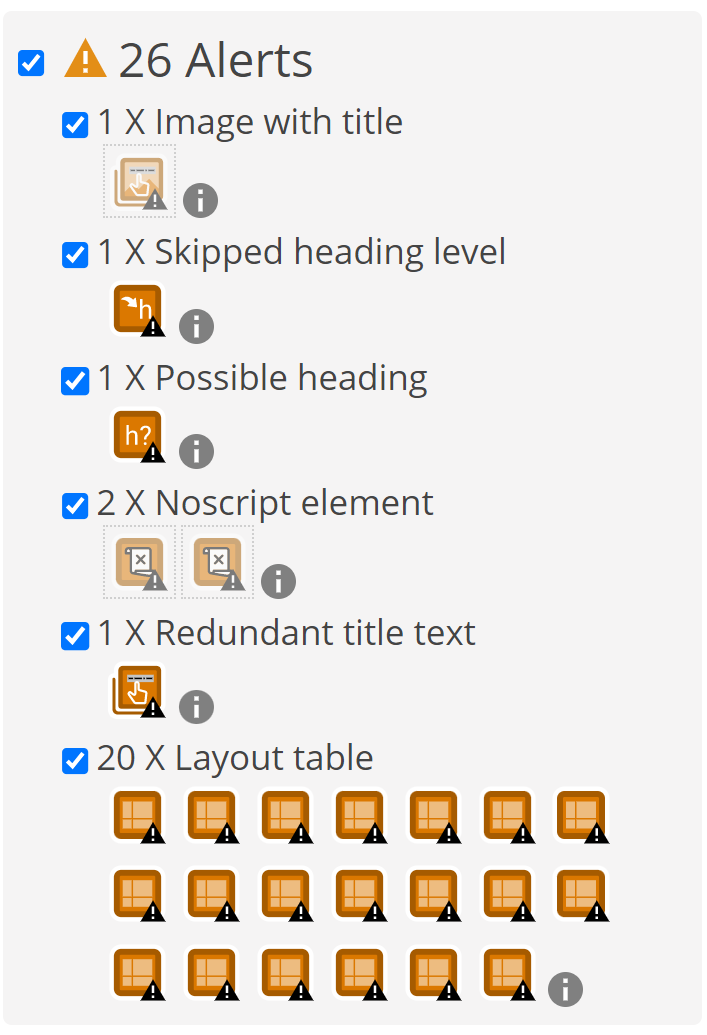 26 Alerts
1 X Image with title
1 X Skipped heading level
h
1 X Possible heading
h?
2 X Noscript element
1 X Redundant title text
20 X Layout table